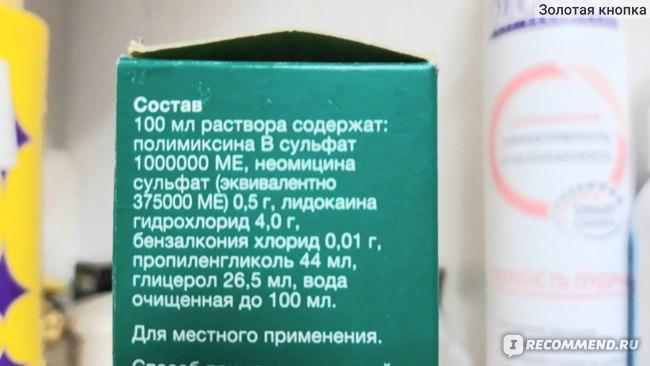 Золотая кнопка
Состав
100 мл раствора содержат:
полимиксина В сульфат
1000000 МЕ, неомицина
сульфат (эквивалентно
375000 МЕ) 0,5 г, лидокаина
гидрохлорид 4,0 г,
бензалкония хлорид 0,01 г,
пропиленгликоль 44 мл,
глицерол 26,5 мл, вода
очищенная до 100 мл.
Для местного применения.
I RECOMMEND.RU